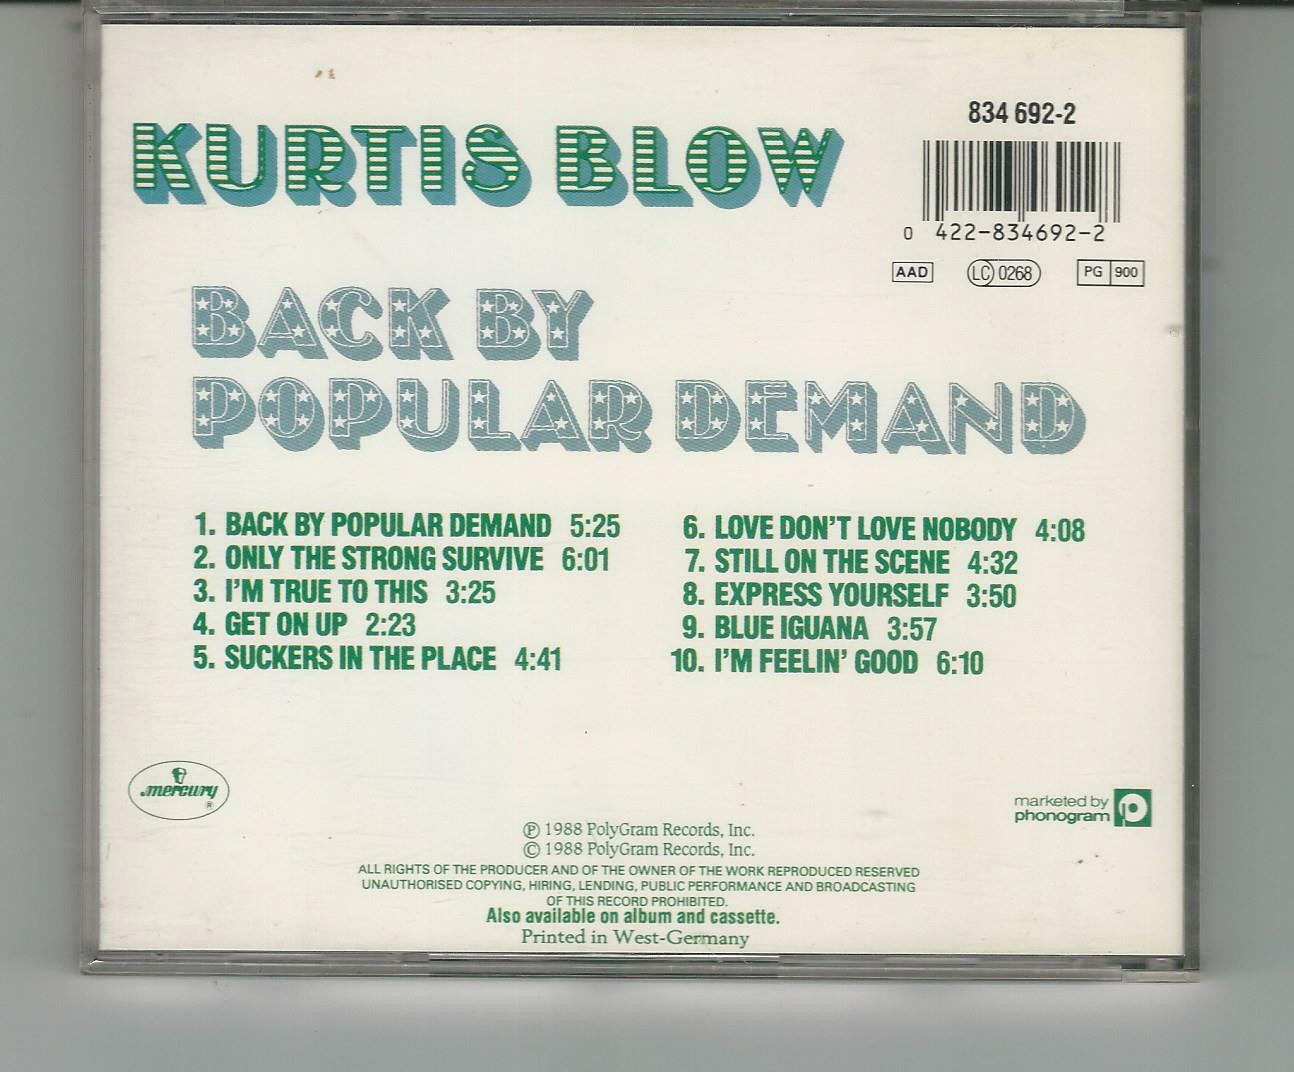 KURTIS BLOW
834 692-2
0 422-834692-2
AAD LC 0268 PG 900
BACK BY
POPULAR DEMAND
1. BACK BY POPULAR DEMAND 5:25
2. ONLY THE STRONG SURVIVE 6:01
3. I'M TRUE TO THIS 3:25
4. GET ON UP 2:23
5. SUCKERS IN THE PLACE 4:41
6. LOVE DON'T LOVE NOBODY 4:08
7. STILL ON THE SCENE 4:32
8. EXPRESS YOURSELF 3:50
9. BLUE IGUANA 3:57
10. I'M FEELIN' GOOD 6:10
mercury ®
marketed by
phonogram
℗ 1988 PolyGram Records, Inc.
© 1988 PolyGram Records, Inc.
ALL RIGHTS OF THE PRODUCER AND OF THE OWNER OF THE WORK REPRODUCED RESERVED
UNAUTHORISED COPYING, HIRING, LENDING, PUBLIC PERFORMANCE AND BROADCASTING
OF THIS RECORD PROHIBITED.
Also available on album and cassette.
Printed in West-Germany